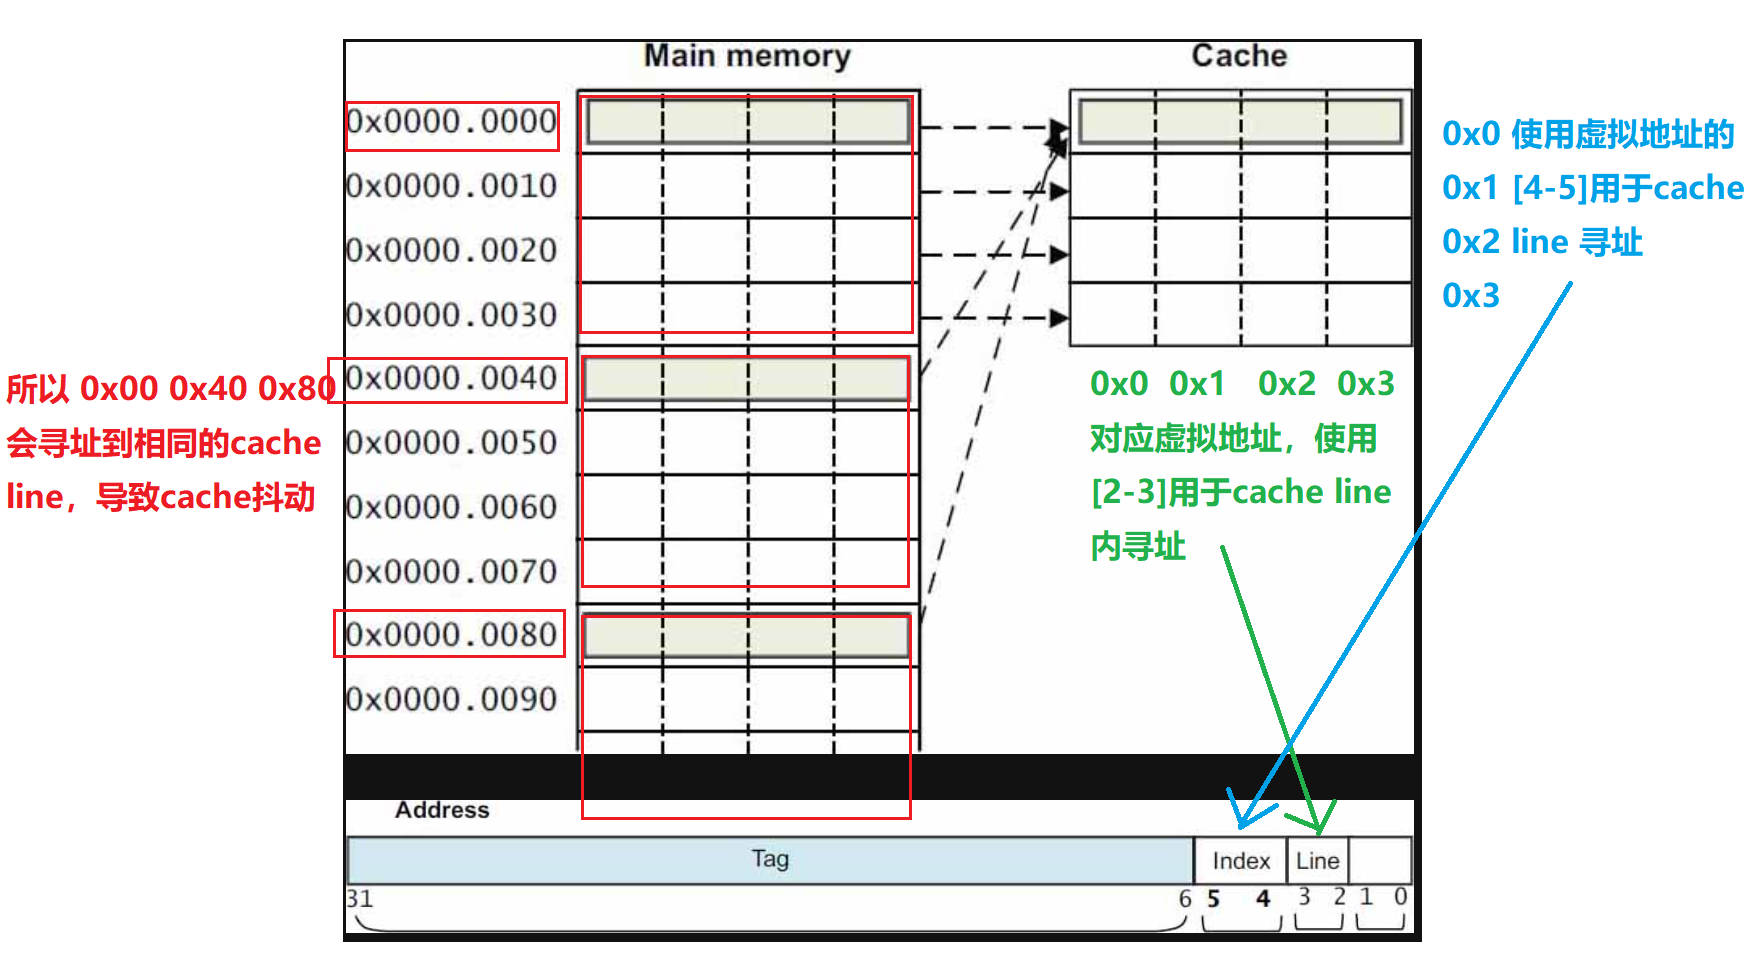 Main memory
Cache
0x0000.0000
0x0000.0010
0x0000.0020
0x0000.0030
0x0000.0040
0x0000.0050
0x0000.0060
0x0000.0070
0x0000.0080
0x0000.0090
0x0 使用虚拟地址的
0x1 [4-5]用于cache
0x2 line 寻址
0x3
所以 0x00 0x40 0x80
会寻址到相同的cache
line，导致cache抖动
0x0 0x1 0x2 0x3
对应虚拟地址，使用
[2-3]用于cache line
内寻址
Address
Tag
Index
Line
31 6 5 4 3 2 1 0